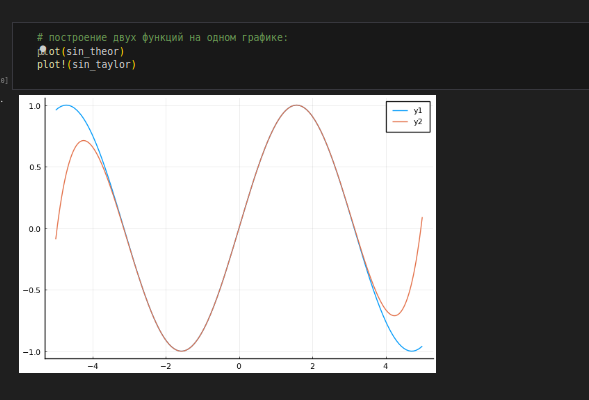 # построение двух функций на одном графике:
plot(sin_theor)
plot!(sin_taylor)
1.0
0.5
0.0
−0.5
−1.0
−4
−2
0
2
4
y1
y2